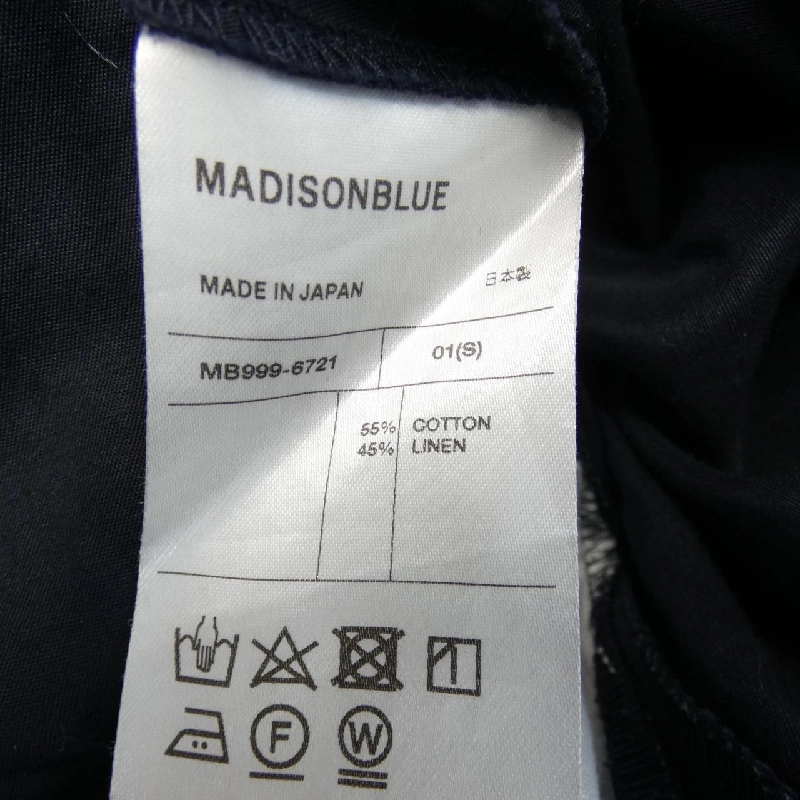 MADISONBLUE
MADE IN JAPAN 日本製
MB999-6721 01(S)
55% COTTON
45% LINEN
F W